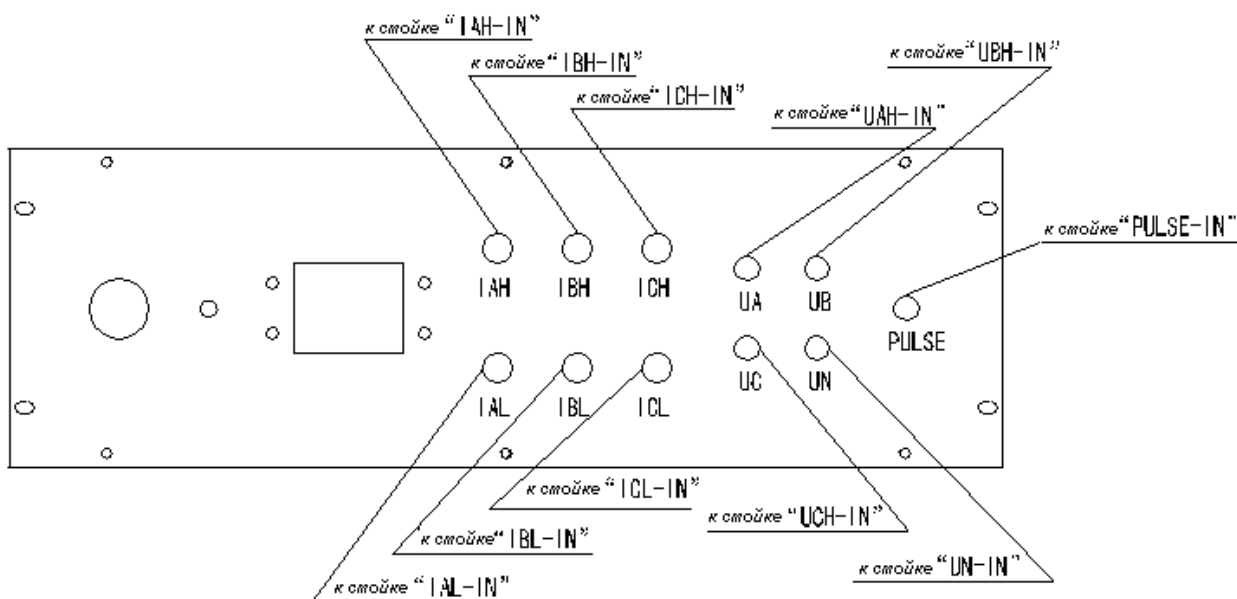 к стойке “IAH-IN”
к стойке “IBH-IN”
к стойке “UBH-IN”
к стойке “ICH-IN”
к стойке “UAH-IN”
к стойке “PULSE-IN”
IAH IBH ICH UA UB
PULSE
UC UN
IAL IBL ICL
к стойке “ICL-IN”
к стойке “UCH-IN”
к стойке “IBL-IN”
к стойке “UN-IN”
к стойке “IAL-IN”